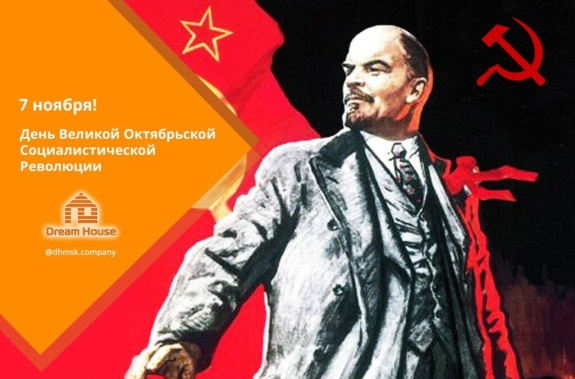 7 ноября!
День Великой Октябрьской
Социалистической
Революции
Dream House
@dhmsk.company